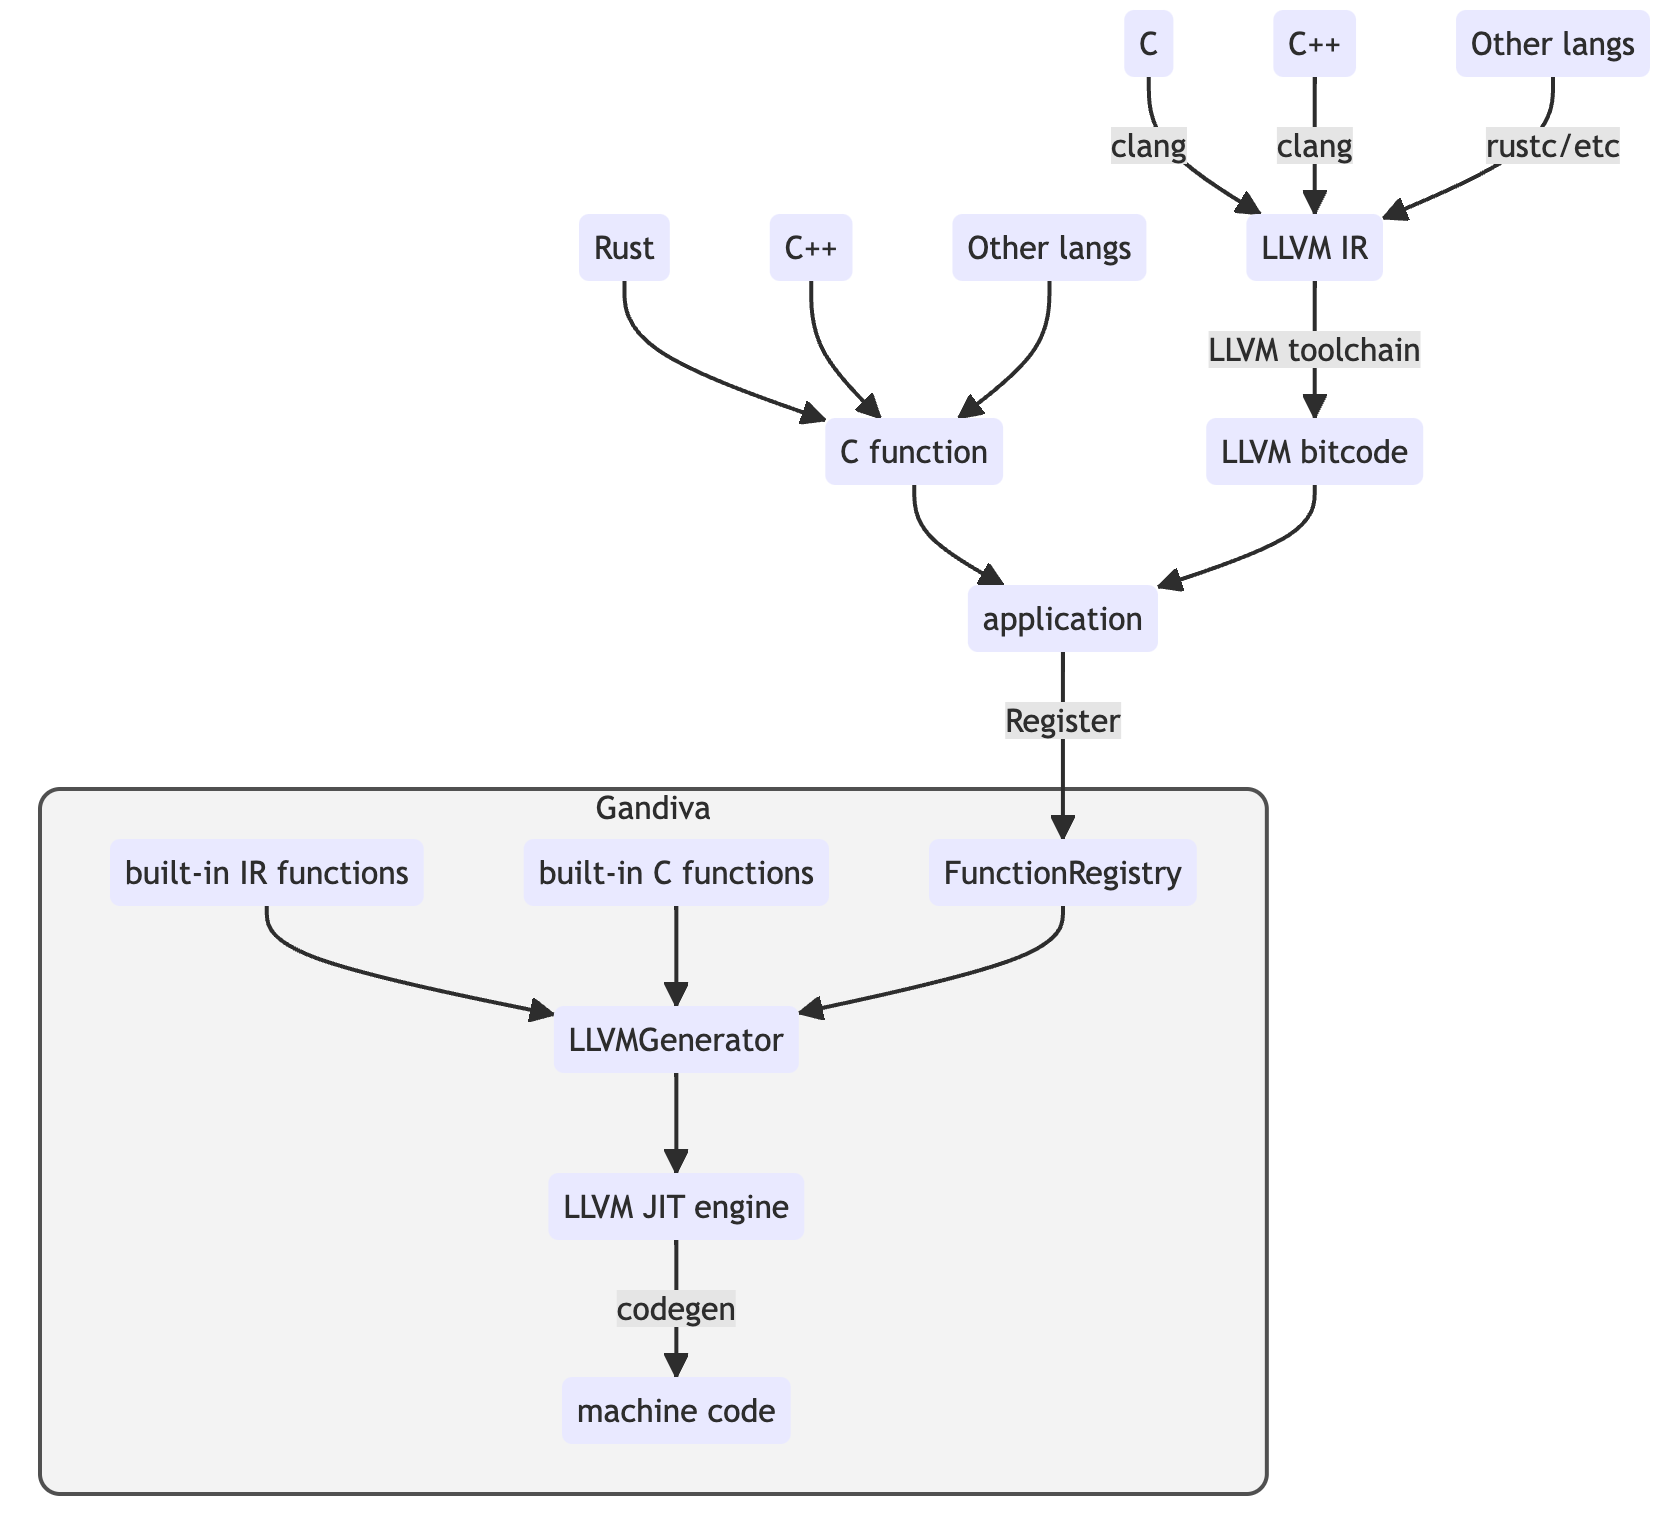 C
C++
Other langs
clang
clang
rustc/etc
Rust
C++
Other langs
LLVM IR
LLVM toolchain
C function
LLVM bitcode
application
Register
Gandiva
built-in IR functions
built-in C functions
FunctionRegistry
LLVMGenerator
LLVM JIT engine
codegen
machine code